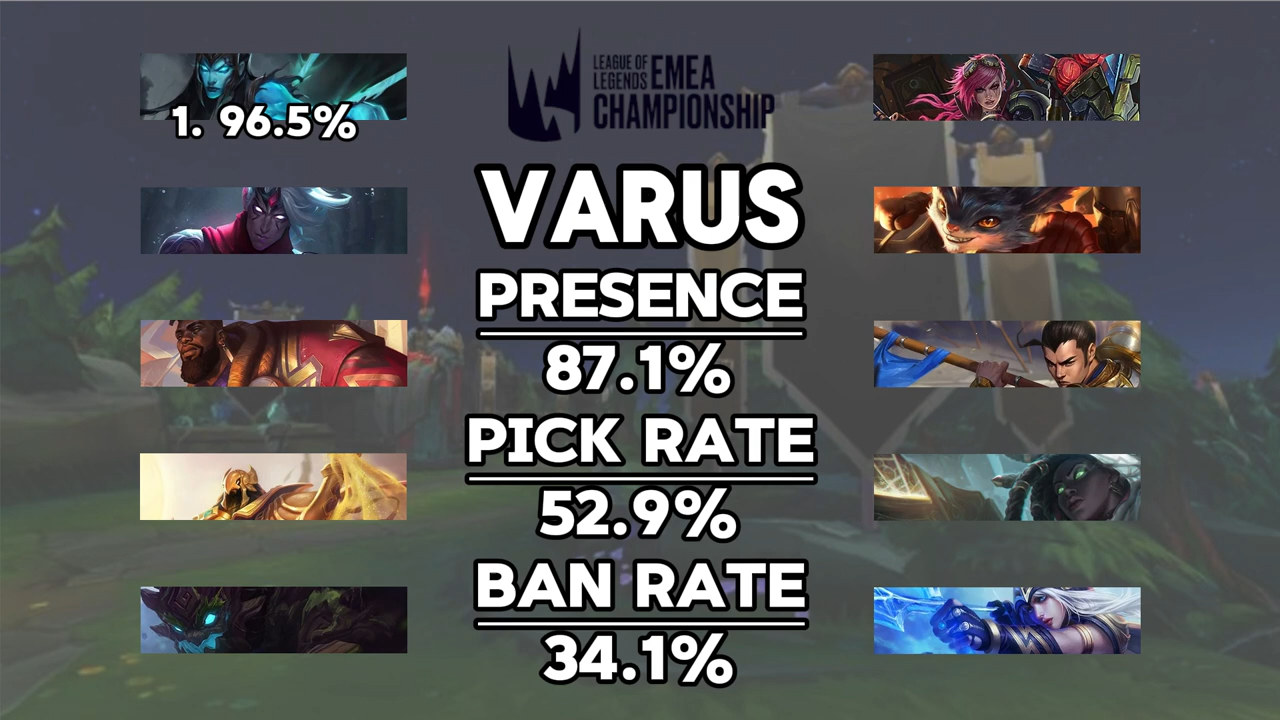 1. 96.5%
LEAGUE OF
LEGENDS EMEA
CHAMPIONSHIP
VARUS
PRESENCE
87.1%
PICK RATE
52.9%
BAN RATE
34.1%